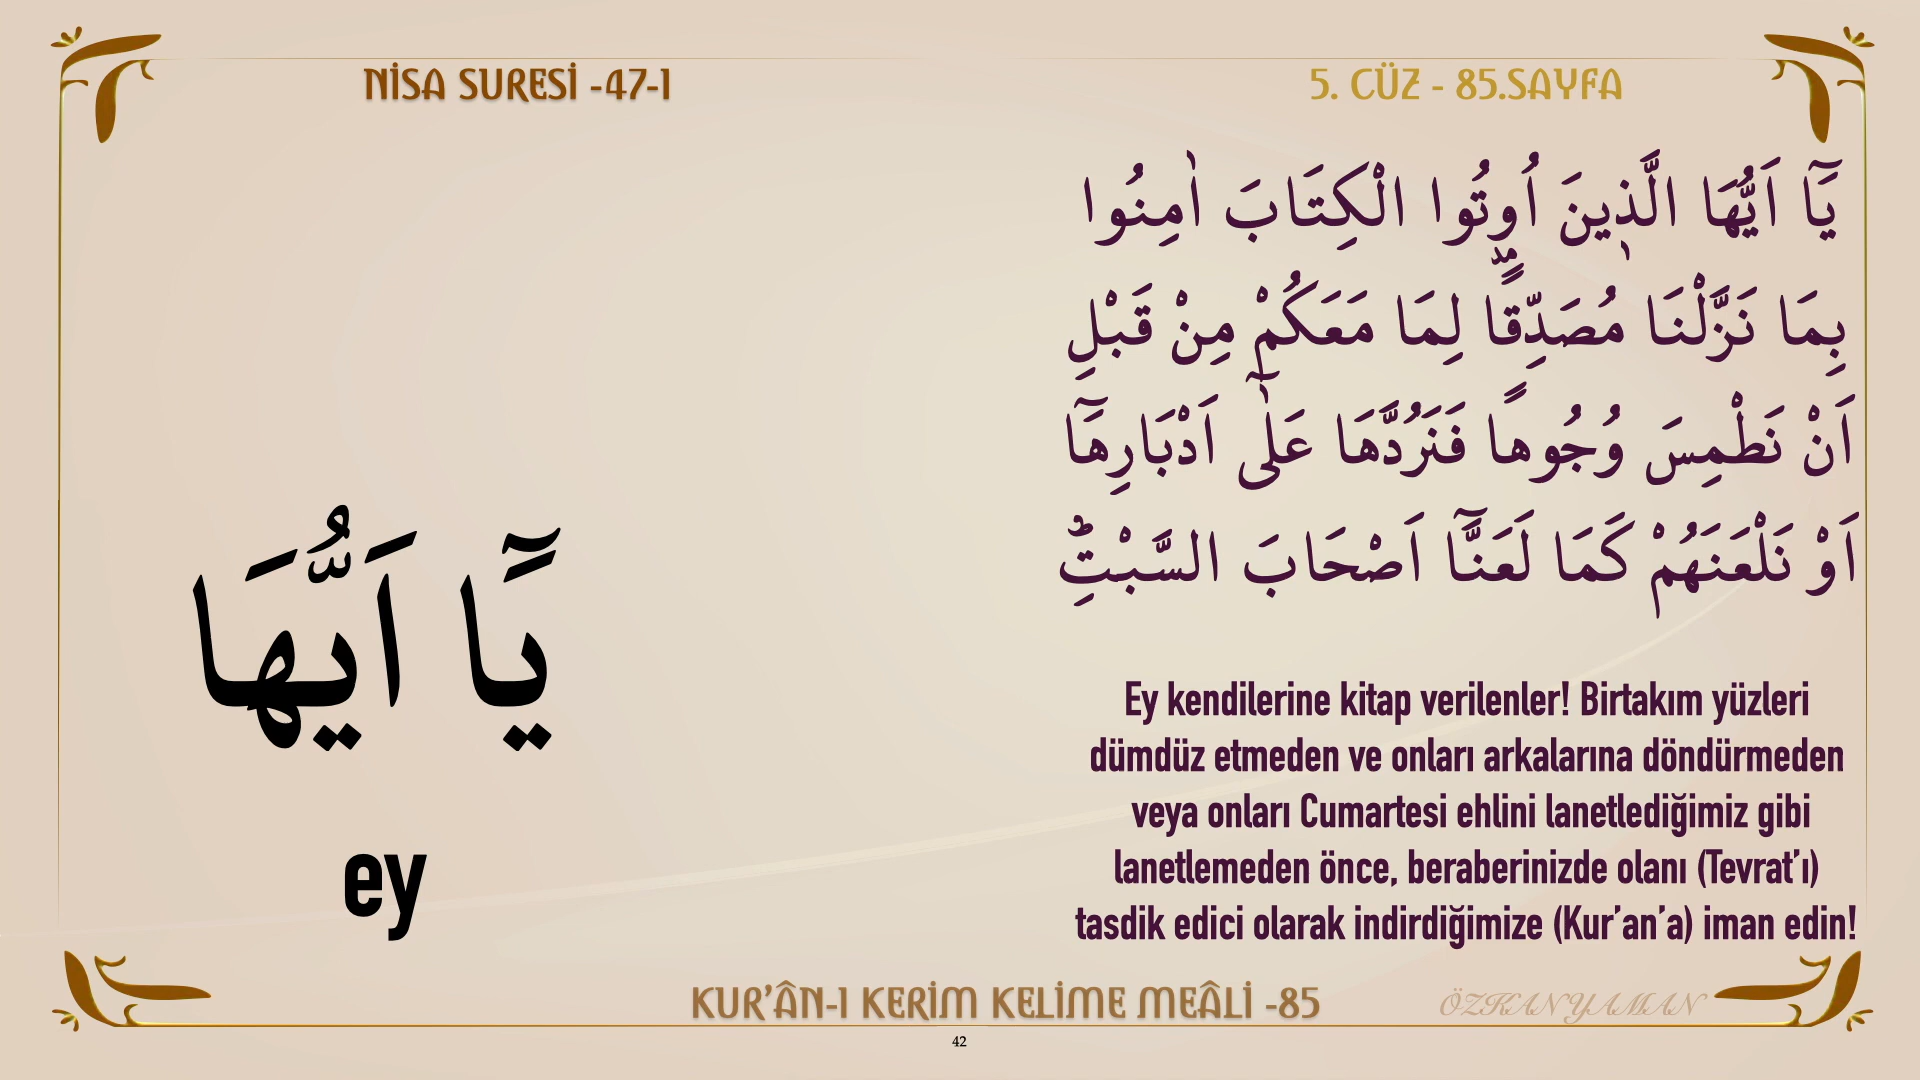 NİSA SURESİ -47-I
5. CÜZ - 85.SAYFA
يَٓا اَيُّهَا الَّذ۪ينَ اُو۫تُوا الْكِتَابَ اٰمِنُوا
بِمَا نَزَّلْنَا مُصَدِّقًا لِمَا مَعَكُمْ مِنْ قَبْلِ
اَنْ نَطْمِسَ وُجُوهًا فَنَرُدَّهَا عَلٰٓى اَدْبَارِهَٓا
اَوْ نَلْعَنَهُمْ كَمَا لَعَنَّٓا اَصْحَابَ السَّبْتِۜ
يَٓا اَيُّهَا
ey
Ey kendilerine kitap verilenler! Birtakım yüzleri
dümdüz etmeden ve onları arkalarına döndürmeden
veya onları Cumartesi ehlini lanetlediğimiz gibi
lanetlemeden önce, beraberinizde olanı (Tevrat’ı)
tasdik edici olarak indirdiğimize (Kur’an’a) iman edin!
KUR’ÂN-I KERİM KELİME MEÂLİ -85
ÖZKAN YAMAN
42